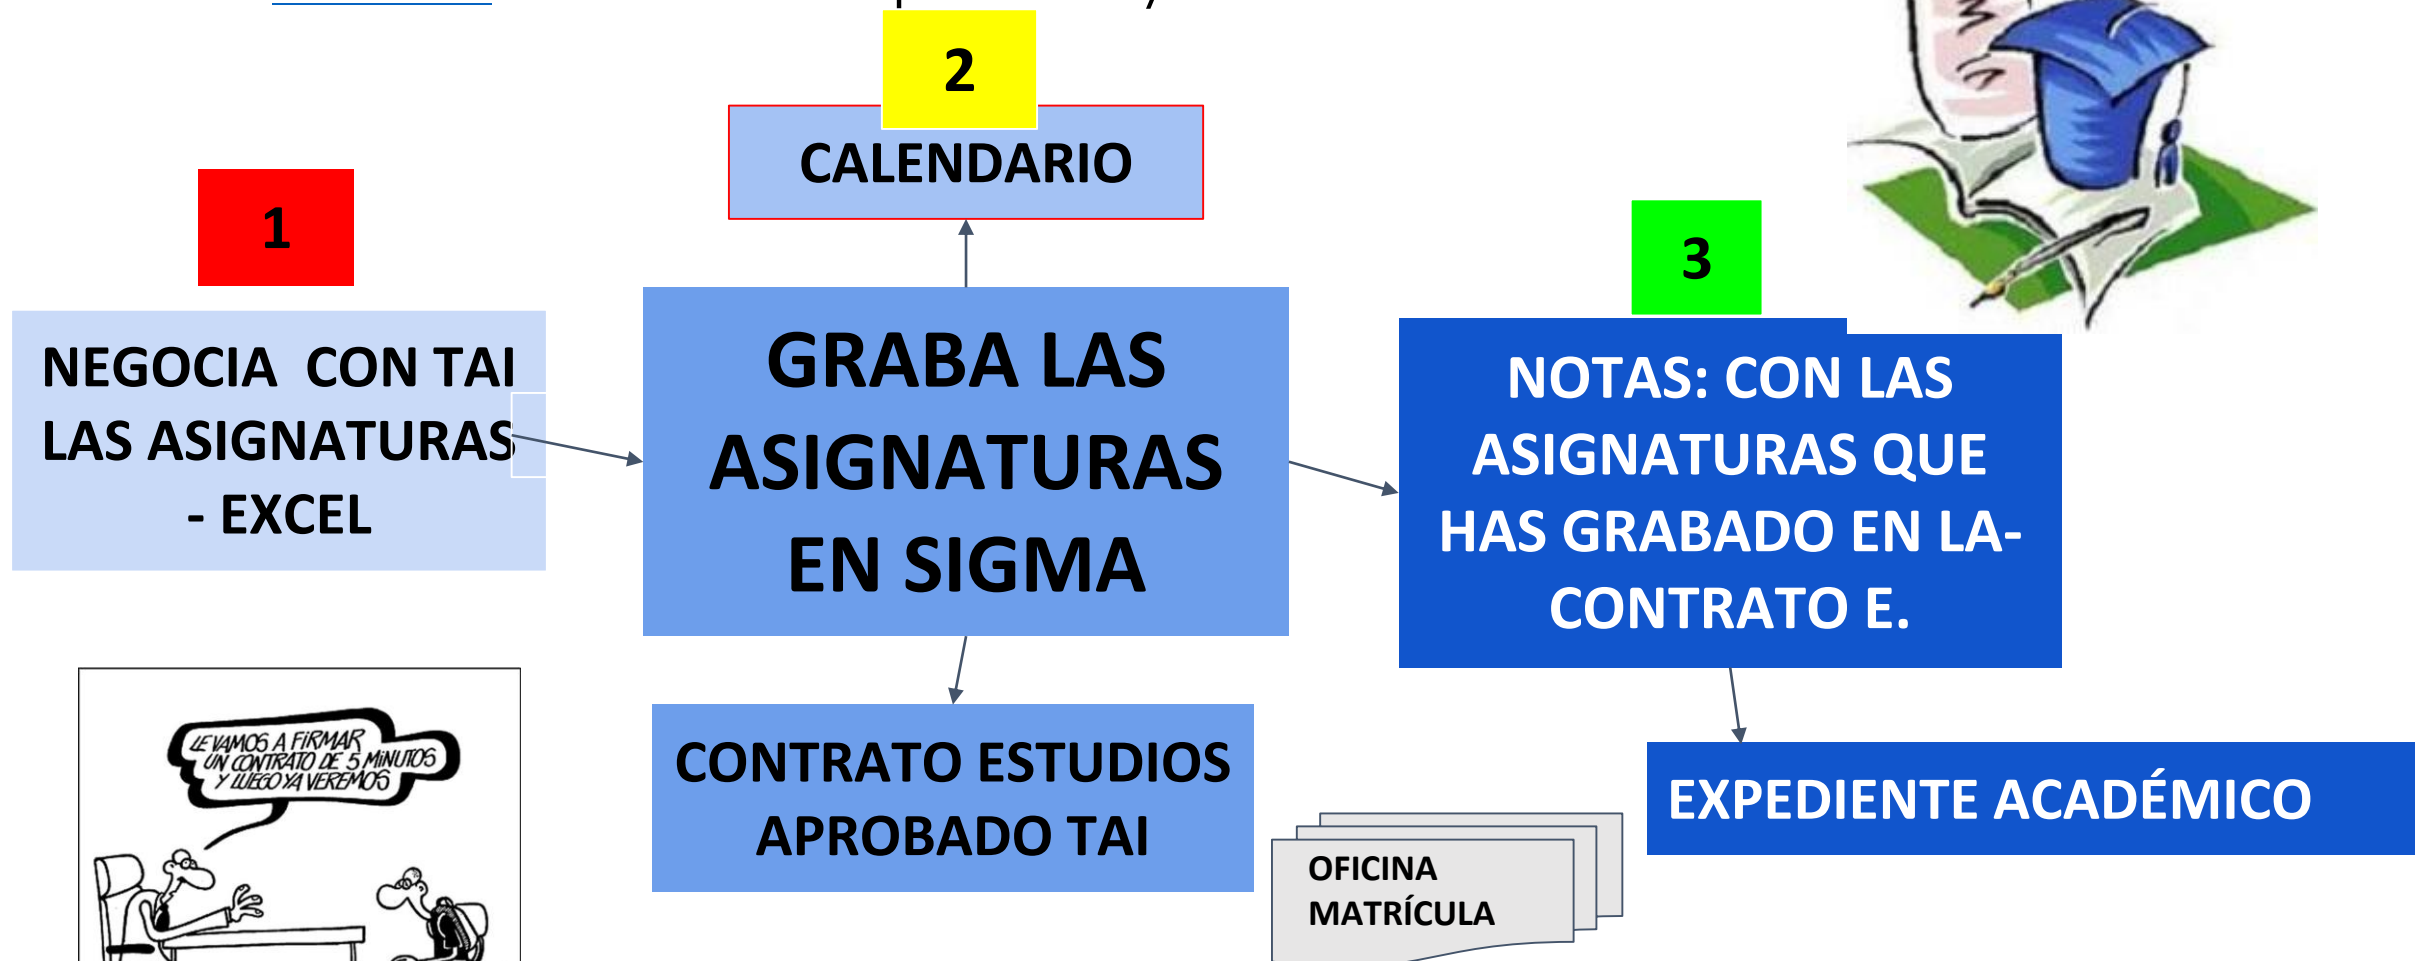 2
CALENDARIO
1
3
NEGOCIA CON TAI
LAS ASIGNATURAS
- EXCEL
GRABA LAS
ASIGNATURAS
EN SIGMA
NOTAS: CON LAS
ASIGNATURAS QUE
HAS GRABADO EN LA-
CONTRATO E.
CONTRATO ESTUDIOS
APROBADO TAI
EXPEDIENTE ACADÉMICO
OFICINA
MATRÍCULA
LE VAMOS A FiRMAR
UN CONTRATO DE 5 MiNUTOS
Y LUEGO YA VEREMOS